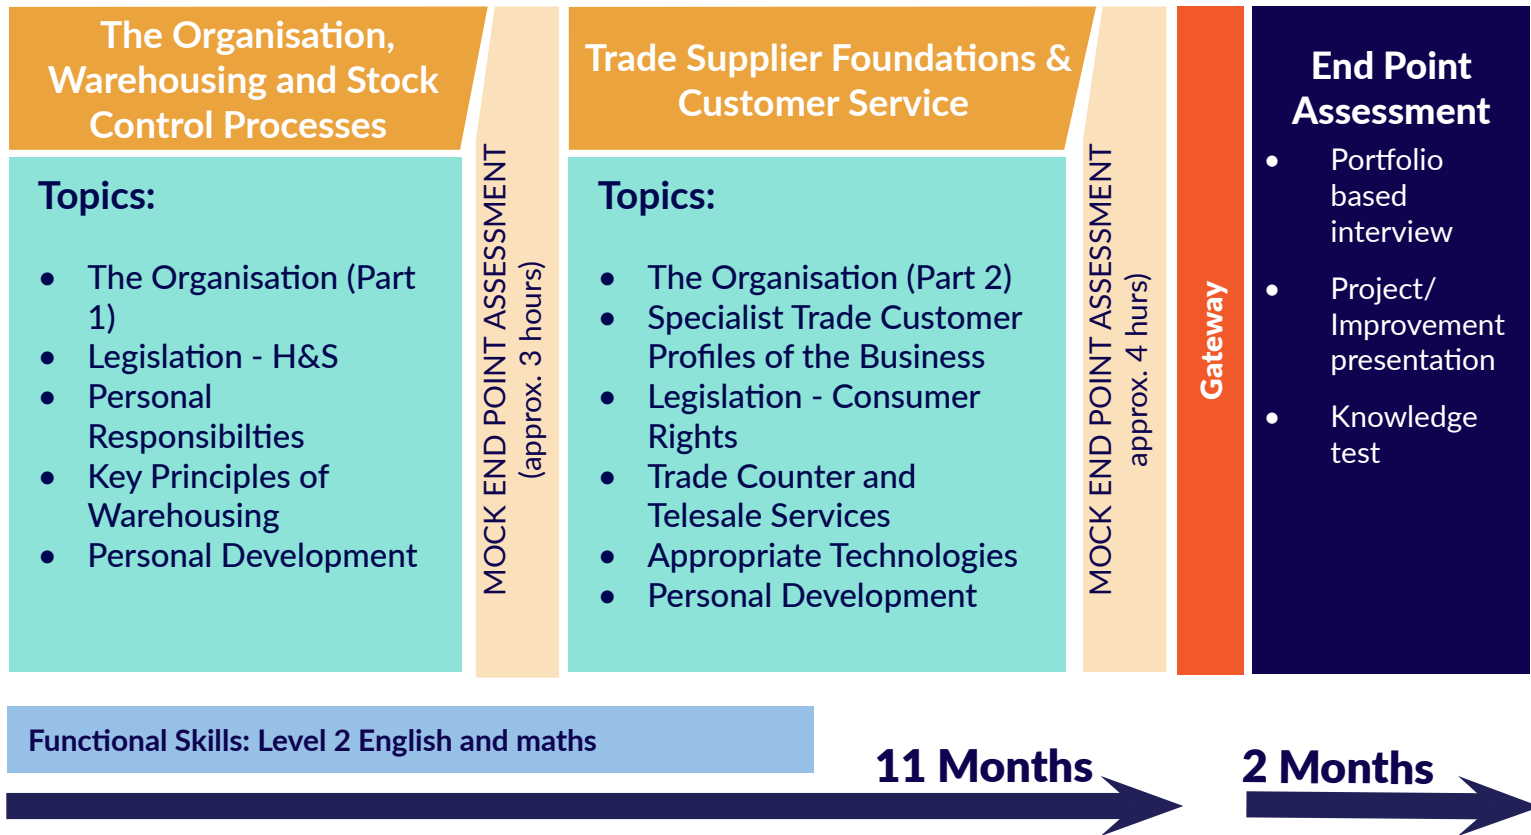 The Organisation,
Warehousing and Stock
Control Processes
Topics:
● The Organisation (Part
1)
● Legislation - H&S
● Personal
Responsibilties
● Key Principles of
Warehousing
● Personal Development
MOCK END POINT ASSESSMENT
(approx. 3 hours)
Trade Supplier Foundations &
Customer Service
Topics:
● The Organisation (Part 2)
● Specialist Trade Customer
Profiles of the Business
● Legislation - Consumer
Rights
● Trade Counter and
Telesale Services
● Appropriate Technologies
● Personal Development
MOCK END POINT ASSESSMENT
approx. 4 hurs)
Gateway
End Point
Assessment
● Portfolio
based
interview
● Project/
Improvement
presentation
● Knowledge
test
Functional Skills: Level 2 English and maths
11 Months
2 Months